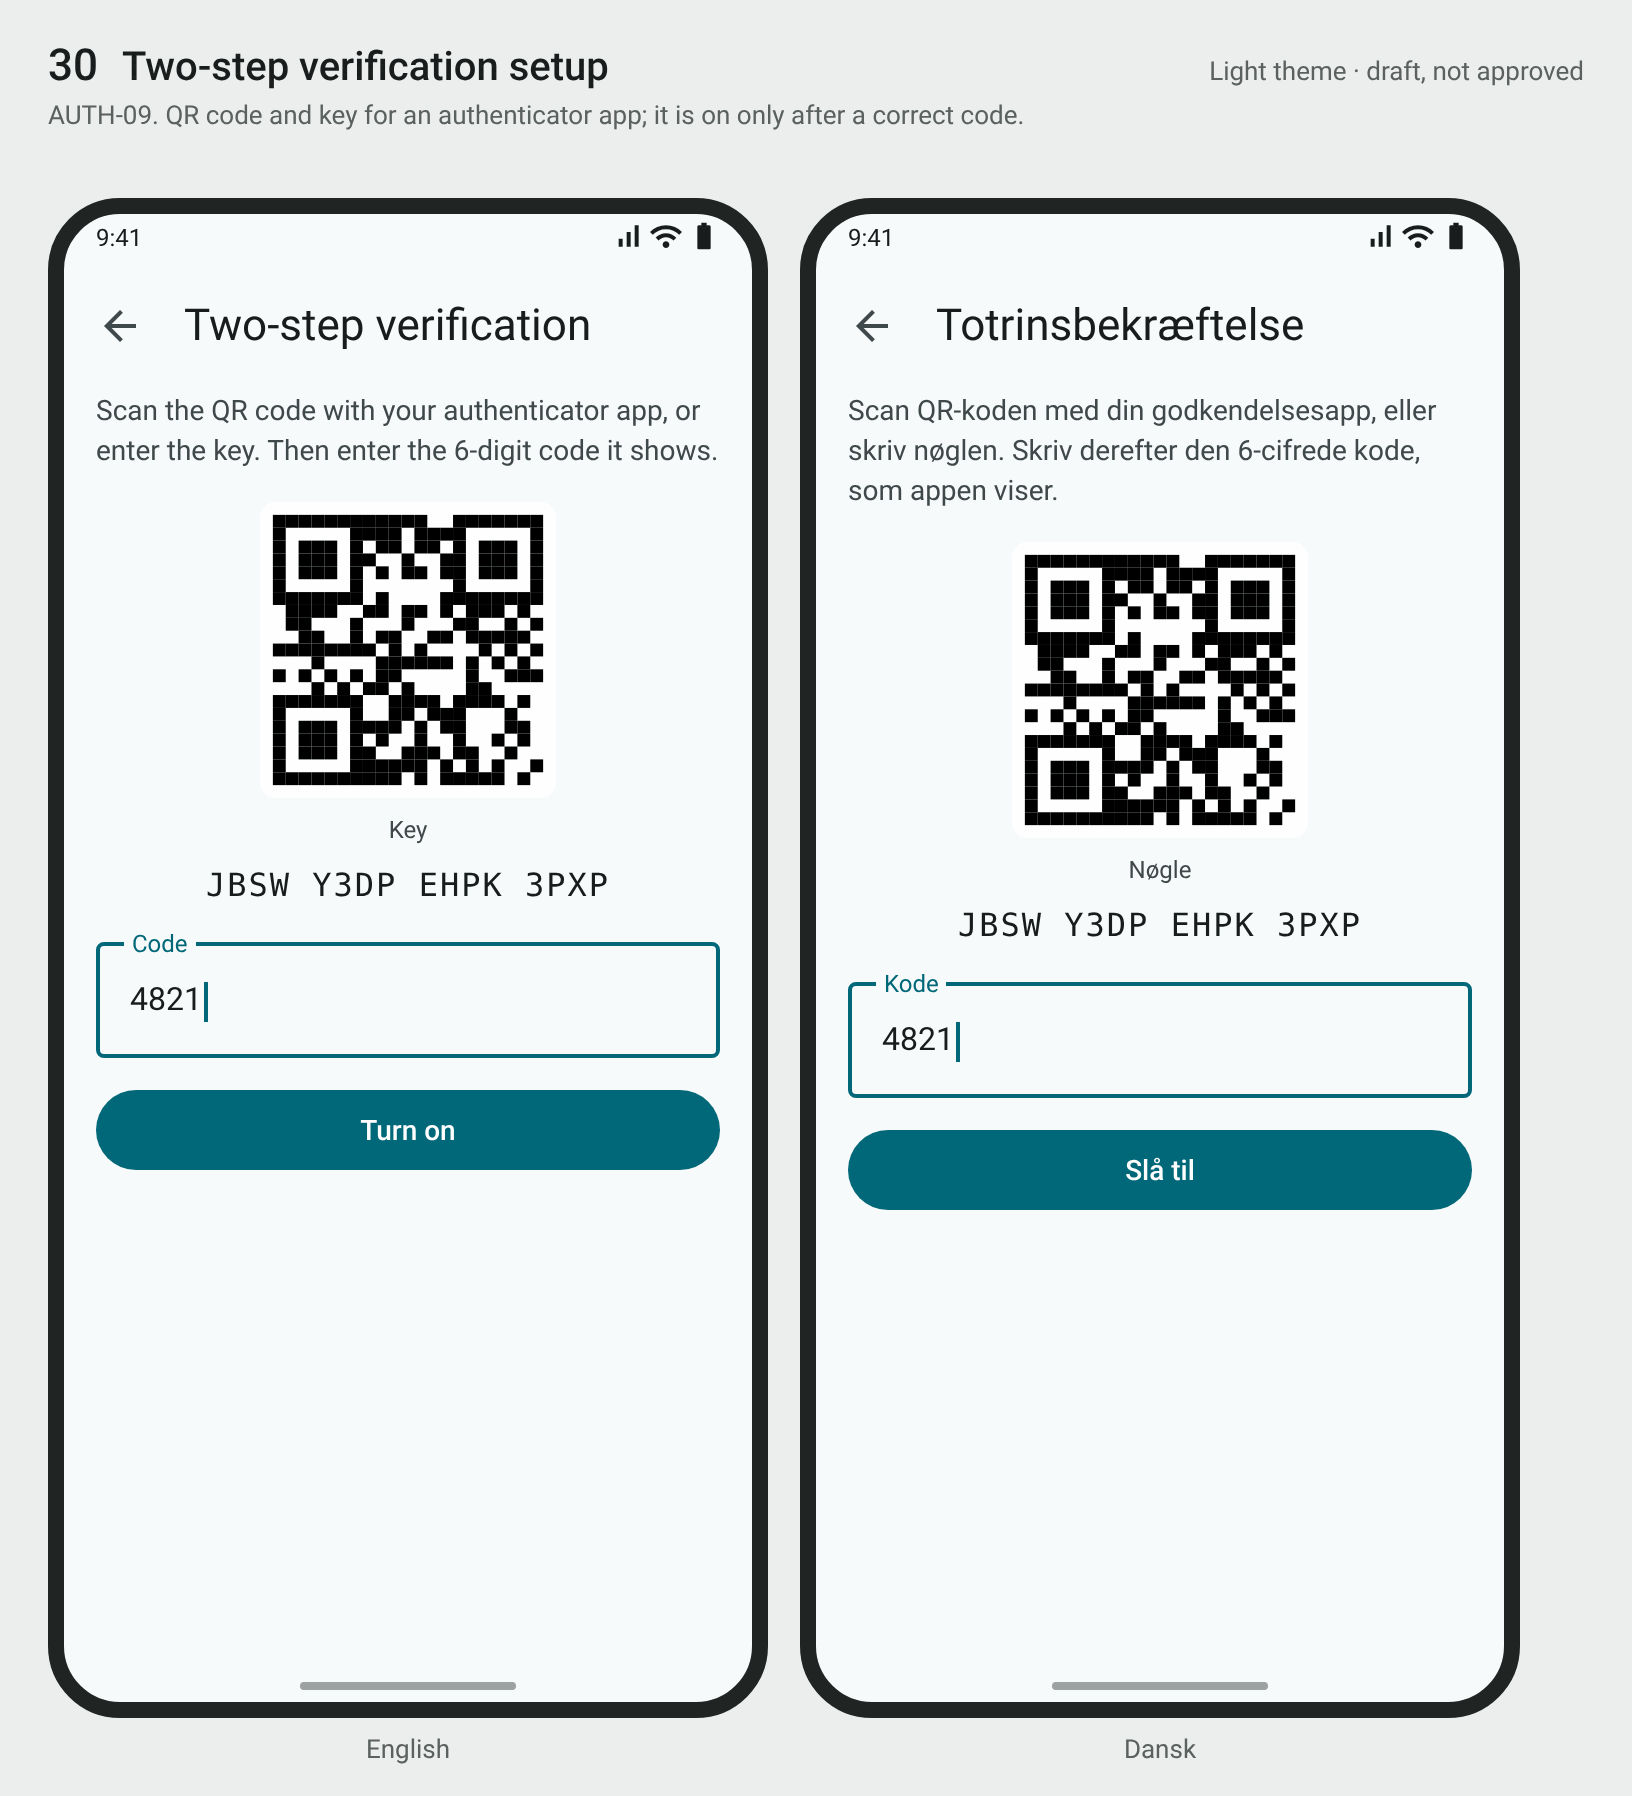 30 Two-step verification setup
Light theme · draft, not approved
AUTH-09. QR code and key for an authenticator app; it is on only after a correct code.
9:41
Two-step verification
Scan the QR code with your authenticator app, or
enter the key. Then enter the 6-digit code it shows.
Key
JBSW Y3DP EHPK 3PXP
Code
4821
Turn on
English
9:41
Totrinsbekræftelse
Scan QR-koden med din godkendelsesapp, eller
skriv nøglen. Skriv derefter den 6-cifrede kode,
som appen viser.
Nøgle
JBSW Y3DP EHPK 3PXP
Kode
4821
Slå til
Dansk